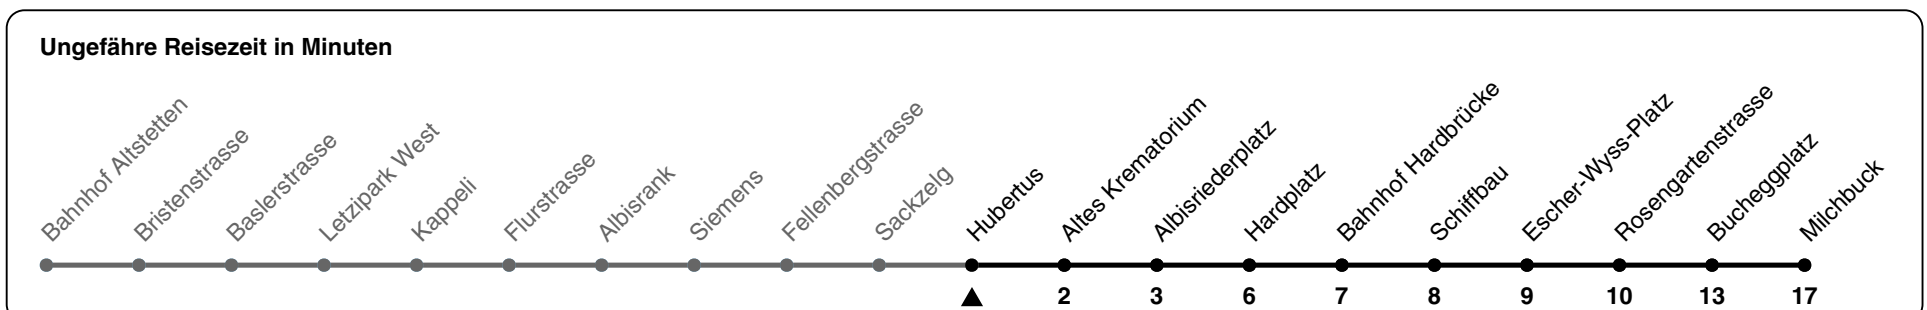 Ungefähre Reisezeit in Minuten
Bahnhof Altstetten
Bristenstrasse
Baslerstrasse
Letzipark West
Kappeli
Flurstrasse
Albisrank
Siemens
Fellenbergstrasse
Sackzelg
Hubertus
Altes Krematorium
Albisriederplatz
Hardplatz
Bahnhof Hardbrücke
Schiffbau
Escher-Wyss-Platz
Rosengartenstrasse
Bucheggplatz
Milchbuck
2 3 6 7 8 9 10 13 17